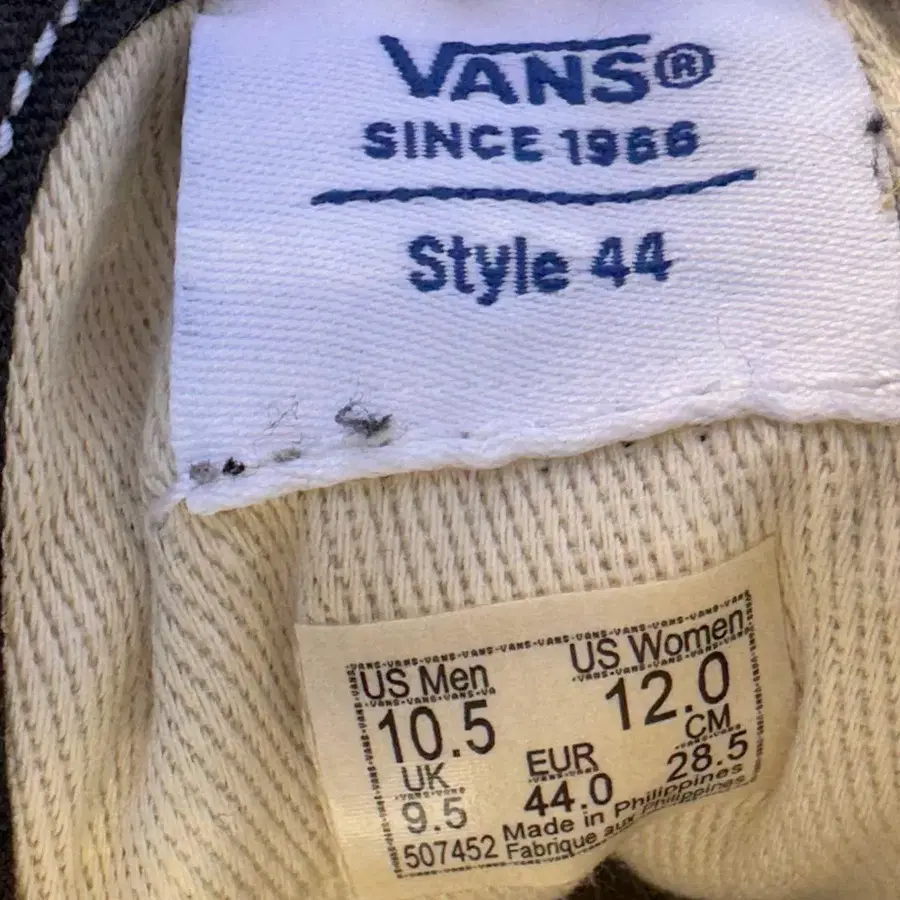 VANS®
SINCE 1966
Style 44
US Men US Women
10.5 12.0
UK EUR CM
9.5 44.0 28.5
507452 Made in Philippines
Fabrique aux Philippines